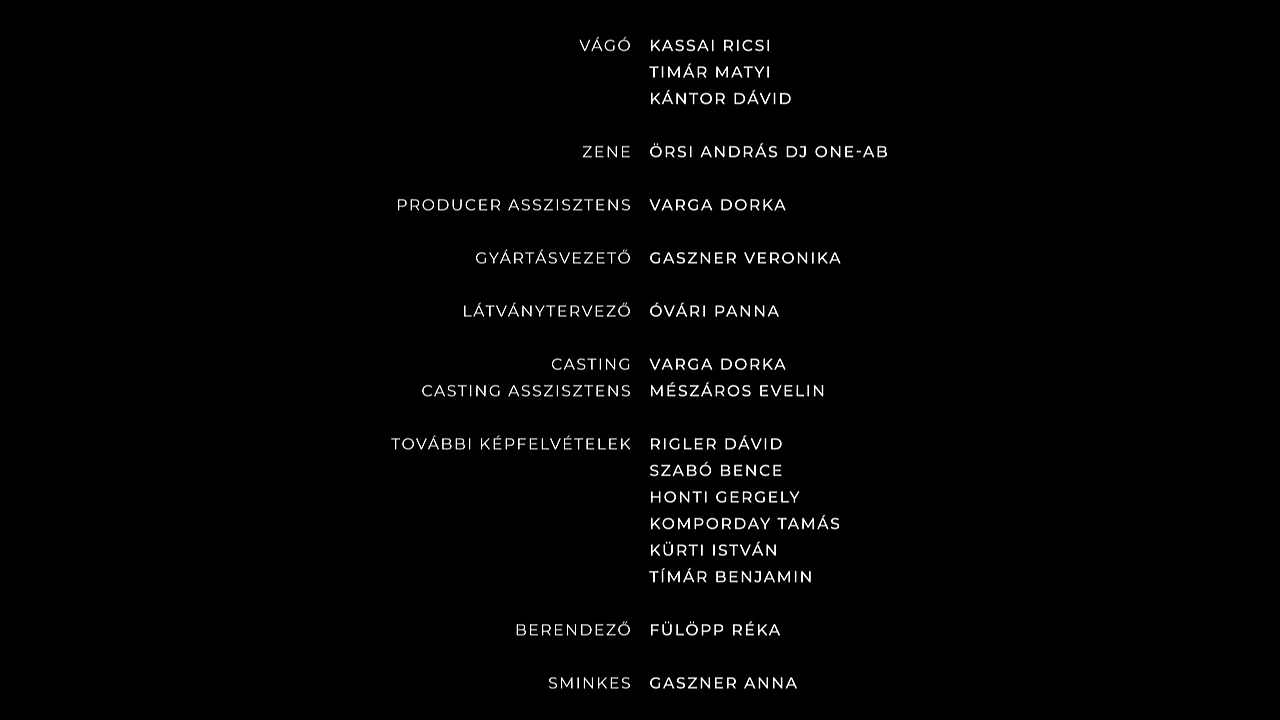 VÁGÓ KASSAI RICSI
TIMÁR MATYI
KÁNTOR DÁVID
ZENE ÖRSI ANDRÁS DJ ONE-AB
PRODUCER ASSZISZTENS VARGA DORKA
GYÁRTÁSVEZETŐ GASZNER VERONIKA
LÁTVÁNYTERVEZŐ ÓVÁRI PANNA
CASTING VARGA DORKA
CASTING ASSZISZTENS MÉSZÁROS EVELIN
TOVÁBBI KÉPFELVÉTELEK RIGLER DÁVID
SZABÓ BENCE
HONTI GERGELY
KOMPORDAY TAMÁS
KÜRTI ISTVÁN
TÍMÁR BENJAMIN
BERENDEZŐ FÜLÖPP RÉKA
SMINKES GASZNER ANNA